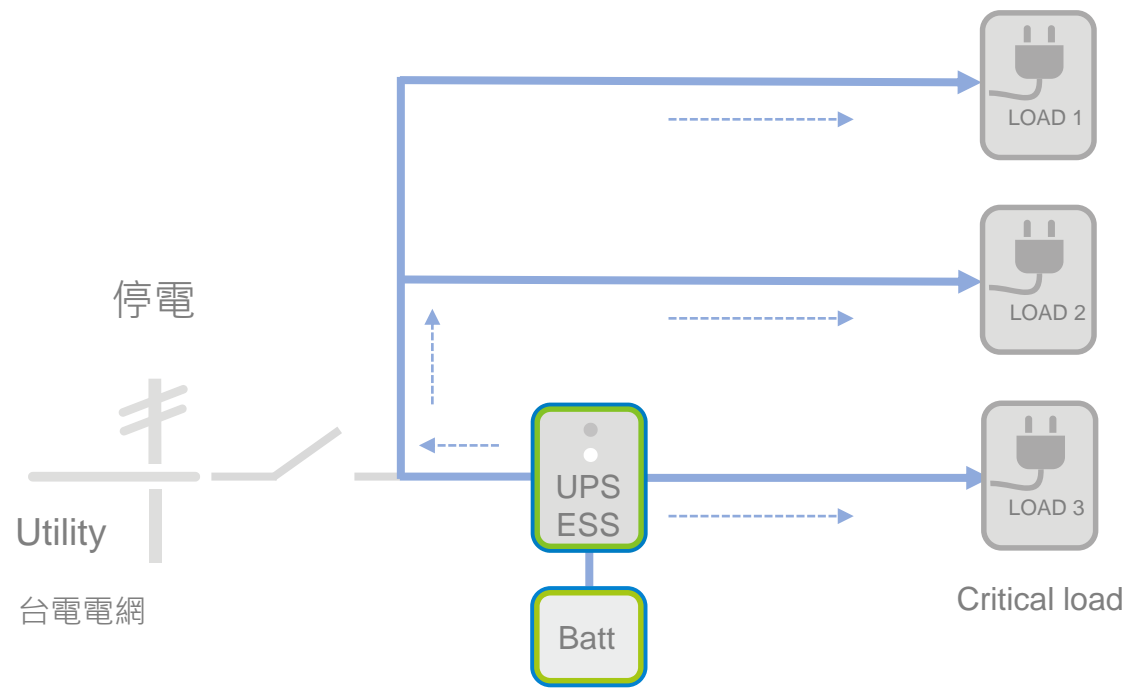 LOAD 1
停電
LOAD 2
Utility
台電電網
UPS
ESS
LOAD 3
Critical load
Batt